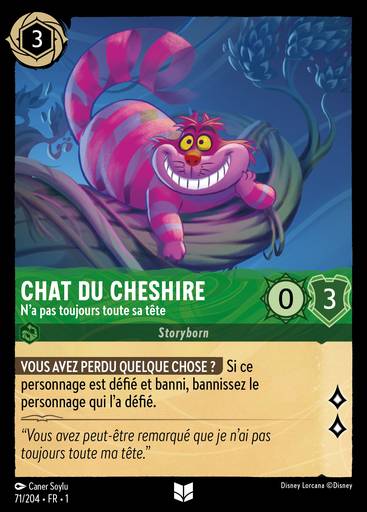 3
CHAT DU CHESHIRE
N'a pas toujours toute sa tête
0
3
Storyborn
VOUS AVEZ PERDU QUELQUE CHOSE ? Si ce
personnage est défié et banni, bannissez le
personnage qui l'a défié.
“Vous avez peut-être remarqué que je n'ai pas
toujours toute ma tête.”
Caner Soylu
71/204 • FR • 1
Disney Lorcana ©Disney